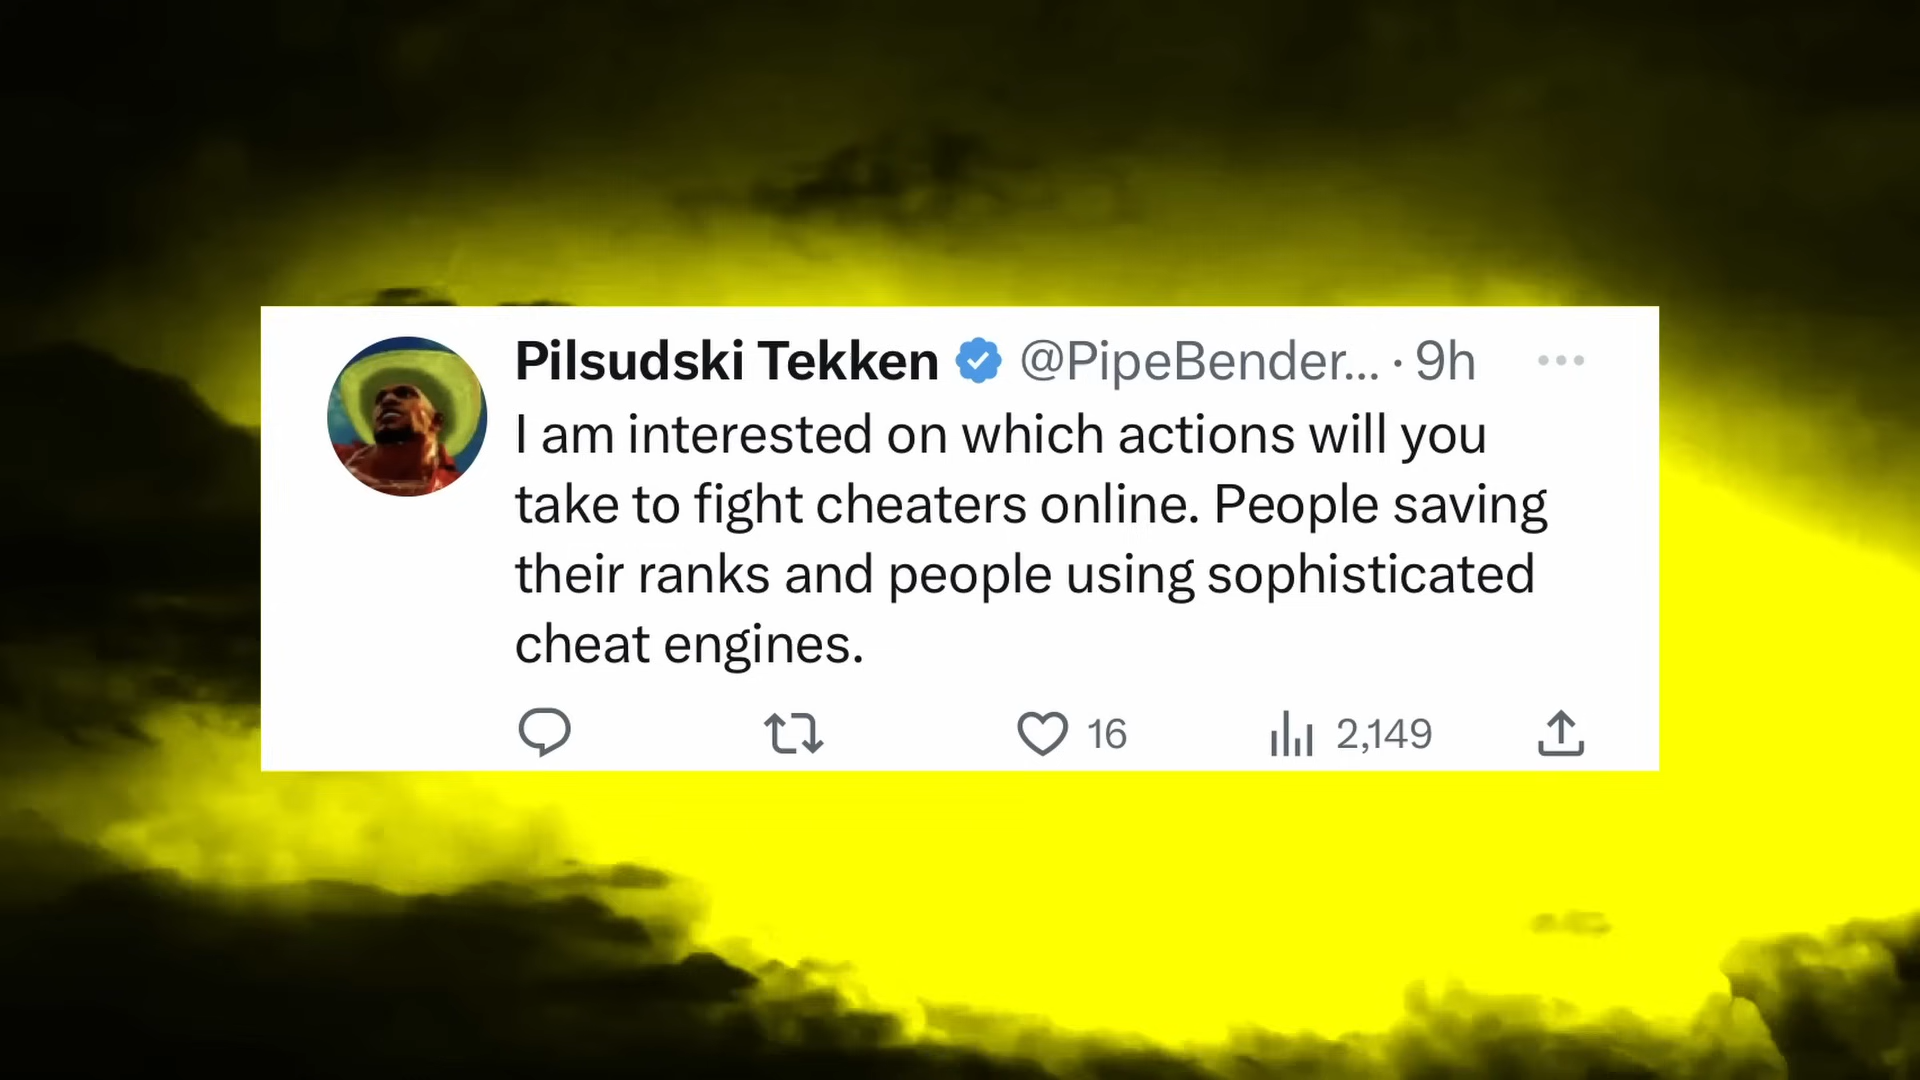 Pilsudski Tekken @PipeBender... · 9h
I am interested on which actions will you
take to fight cheaters online. People saving
their ranks and people using sophisticated
cheat engines.
16 2,149